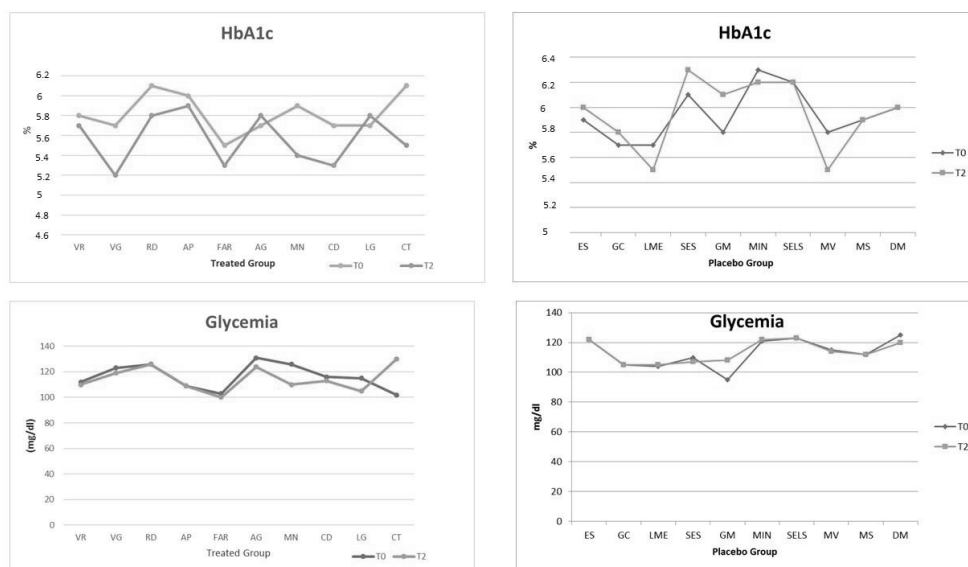 HbA1c
6.2
6
5.8
5.6
5.4
5.2
5
4.8
4.6
%
VR VG RD AP FAR AG MN CD LG CT
Treated Group
T0 T2
HbA1c
6.4
6.2
6
5.8
5.6
5.4
5.2
5
%
ES GC LME SES GM MIN SELS MV MS DM
Placebo Group
T0
T2
Glycemia
140
120
100
80
60
40
20
0
(mg/dl)
VR VG RD AP FAR AG MN CD LG CT
Treated Group
T0 T2
Glycemia
140
120
100
80
60
40
20
0
mg/dl
ES GC LME SES GM MIN SELS MV MS DM
Placebo Group
T0
T2